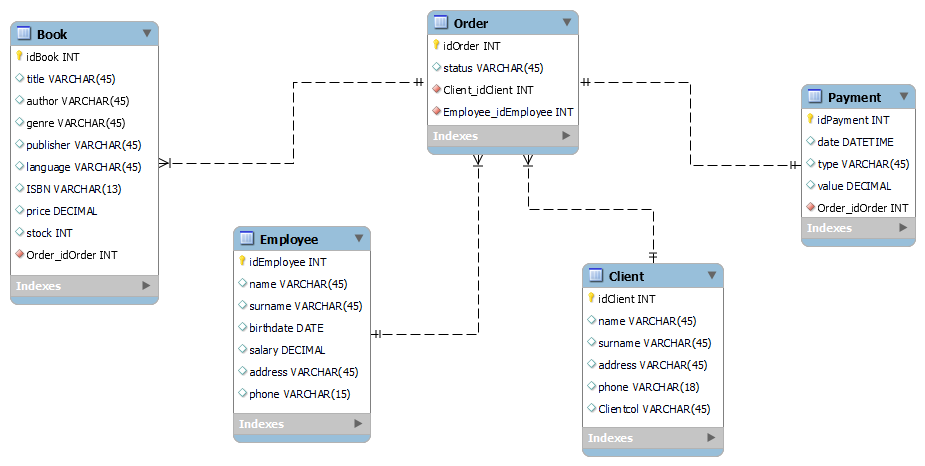 Book
idBook INT
title VARCHAR(45)
author VARCHAR(45)
genre VARCHAR(45)
publisher VARCHAR(45)
language VARCHAR(45)
ISBN VARCHAR(13)
price DECIMAL
stock INT
Order_idOrder INT
Indexes
Order
idOrder INT
status VARCHAR(45)
Client_idClient INT
Employee_idEmployee INT
Indexes
Payment
idPayment INT
date DATETIME
type VARCHAR(45)
value DECIMAL
Order_idOrder INT
Indexes
Employee
idEmployee INT
name VARCHAR(45)
surname VARCHAR(45)
birthdate DATE
salary DECIMAL
address VARCHAR(45)
phone VARCHAR(15)
Indexes
Client
idClient INT
name VARCHAR(45)
surname VARCHAR(45)
address VARCHAR(45)
phone VARCHAR(18)
Clientcol VARCHAR(45)
Indexes